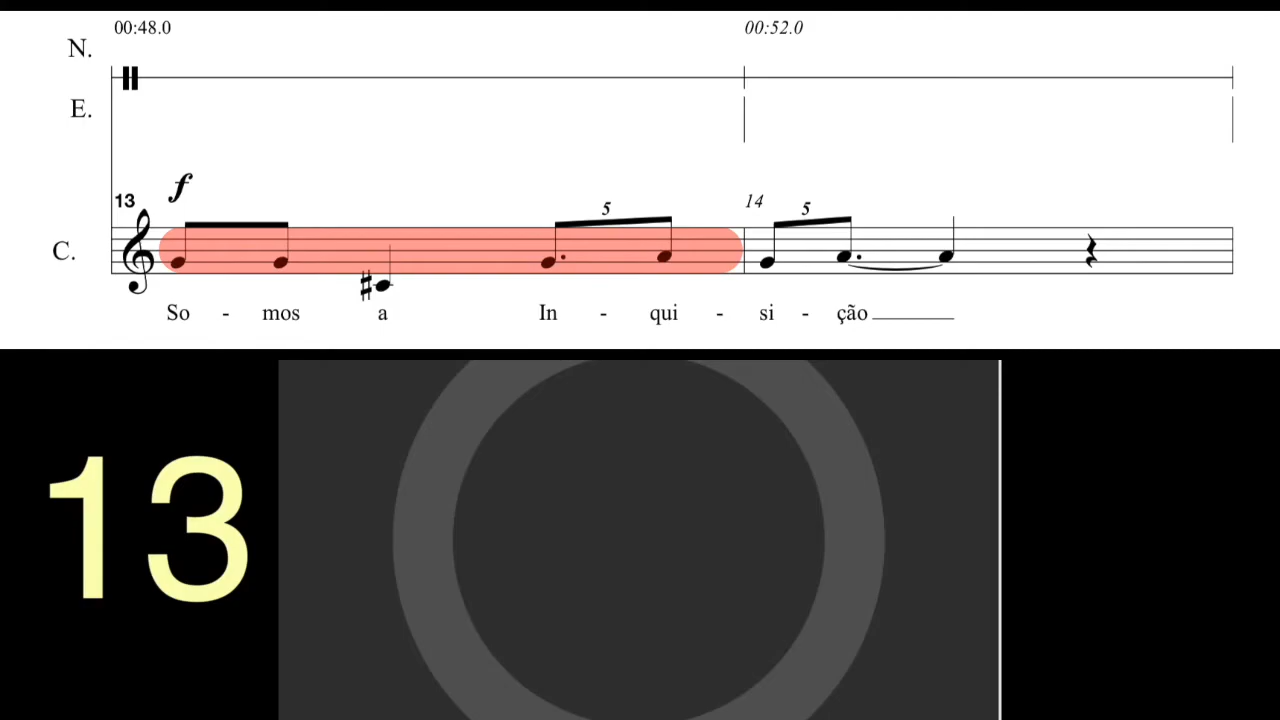 00:48.0 00:52.0
N.
E.
f
13 5 14 5
C.
So - mos a In - qui - si - ção
13